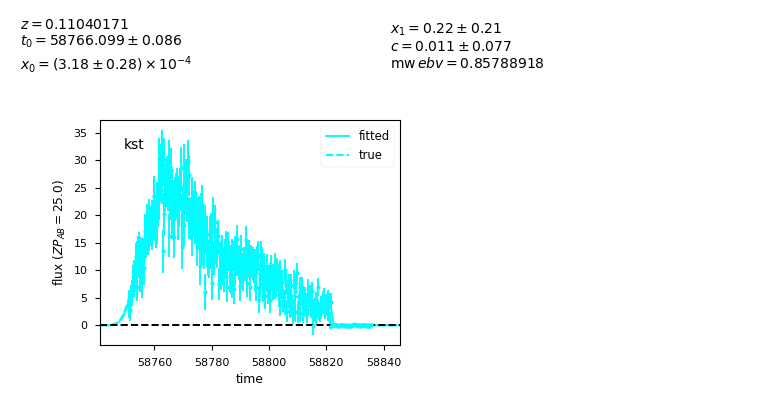 z = 0.11040171
t₀ = 58766.099 ± 0.086
x₀ = (3.18 ± 0.28) × 10⁻⁴
x₁ = 0.22 ± 0.21
c = 0.011 ± 0.077
mw ebv = 0.85788918
kst
fitted
true
35
30
25
20
15
10
5
0
flux (ZP_AB = 25.0)
58760 58780 58800 58820 58840
time